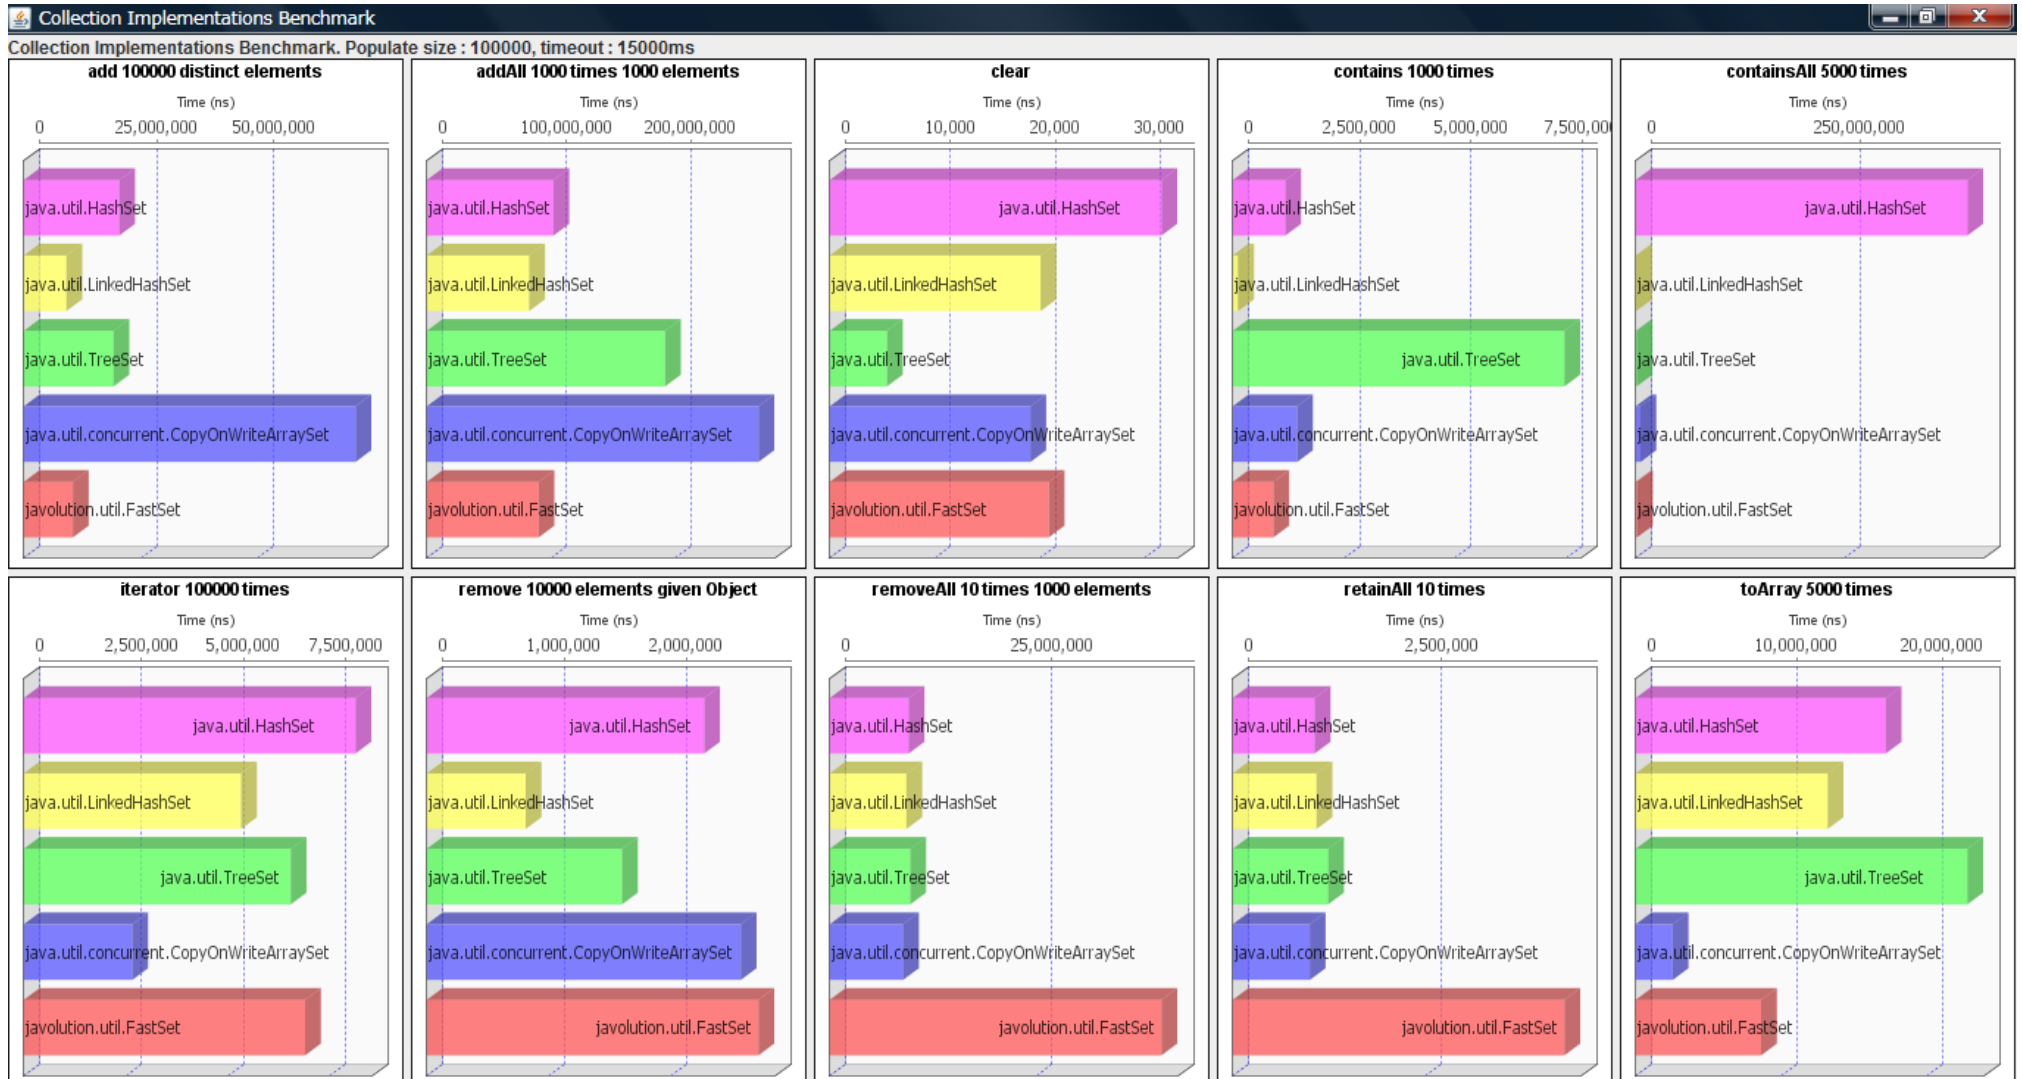 Collection Implementations Benchmark
Collection Implementations Benchmark. Populate size : 100000, timeout : 15000ms
add 100000 distinct elements
Time (ns)
0 25,000,000 50,000,000
java.util.HashSet
java.util.LinkedHashSet
java.util.TreeSet
java.util.concurrent.CopyOnWriteArraySet
javolution.util.FastSet
addAll 1000 times 1000 elements
Time (ns)
0 100,000,000 200,000,000
java.util.HashSet
java.util.LinkedHashSet
java.util.TreeSet
java.util.concurrent.CopyOnWriteArraySet
javolution.util.FastSet
clear
Time (ns)
0 10,000 20,000 30,000
java.util.HashSet
java.util.LinkedHashSet
java.util.TreeSet
java.util.concurrent.CopyOnWriteArraySet
javolution.util.FastSet
contains 1000 times
Time (ns)
0 2,500,000 5,000,000 7,500,00
java.util.HashSet
java.util.LinkedHashSet
java.util.TreeSet
java.util.concurrent.CopyOnWriteArraySet
javolution.util.FastSet
containsAll 5000 times
Time (ns)
0 250,000,000
java.util.HashSet
java.util.LinkedHashSet
java.util.TreeSet
java.util.concurrent.CopyOnWriteArraySet
javolution.util.FastSet
iterator 100000 times
Time (ns)
0 2,500,000 5,000,000 7,500,000
java.util.HashSet
java.util.LinkedHashSet
java.util.TreeSet
java.util.concurrent.CopyOnWriteArraySet
javolution.util.FastSet
remove 10000 elements given Object
Time (ns)
0 1,000,000 2,000,000
java.util.HashSet
java.util.LinkedHashSet
java.util.TreeSet
java.util.concurrent.CopyOnWriteArraySet
javolution.util.FastSet
removeAll 10 times 1000 elements
Time (ns)
0 25,000,000
java.util.HashSet
java.util.LinkedHashSet
java.util.TreeSet
java.util.concurrent.CopyOnWriteArraySet
javolution.util.FastSet
retainAll 10 times
Time (ns)
0 2,500,000
java.util.HashSet
java.util.LinkedHashSet
java.util.TreeSet
java.util.concurrent.CopyOnWriteArraySet
javolution.util.FastSet
toArray 5000 times
Time (ns)
0 10,000,000 20,000,000
java.util.HashSet
java.util.LinkedHashSet
java.util.TreeSet
java.util.concurrent.CopyOnWriteArraySet
javolution.util.FastSet